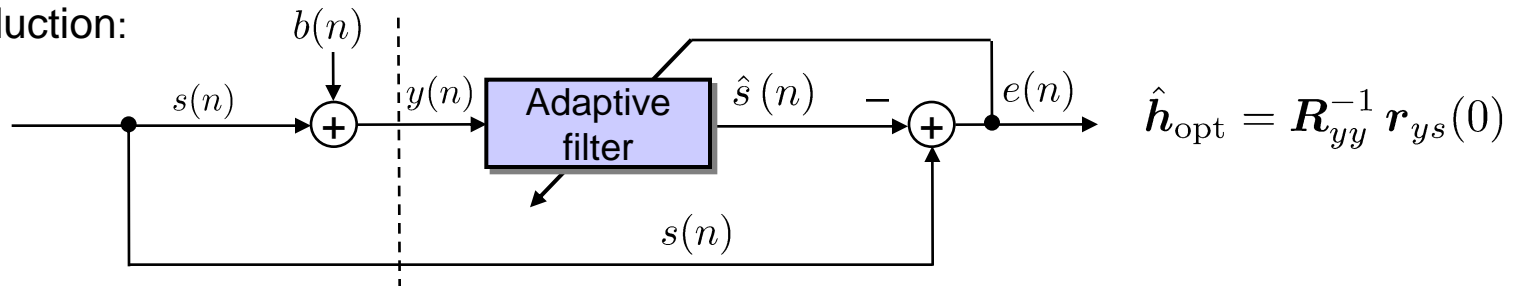 luction:
b(n)
s(n)
y(n)
Adaptive
filter
ŝ (n)
−
e(n)
+
+
ĥ_opt = R_yy^{-1} r_ys(0)
s(n)